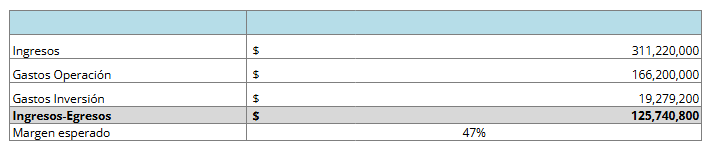 Ingresos $ 311,220,000
Gastos Operación $ 166,200,000
Gastos Inversión $ 19,279,200
Ingresos-Egresos $ 125,740,800
Margen esperado 47%